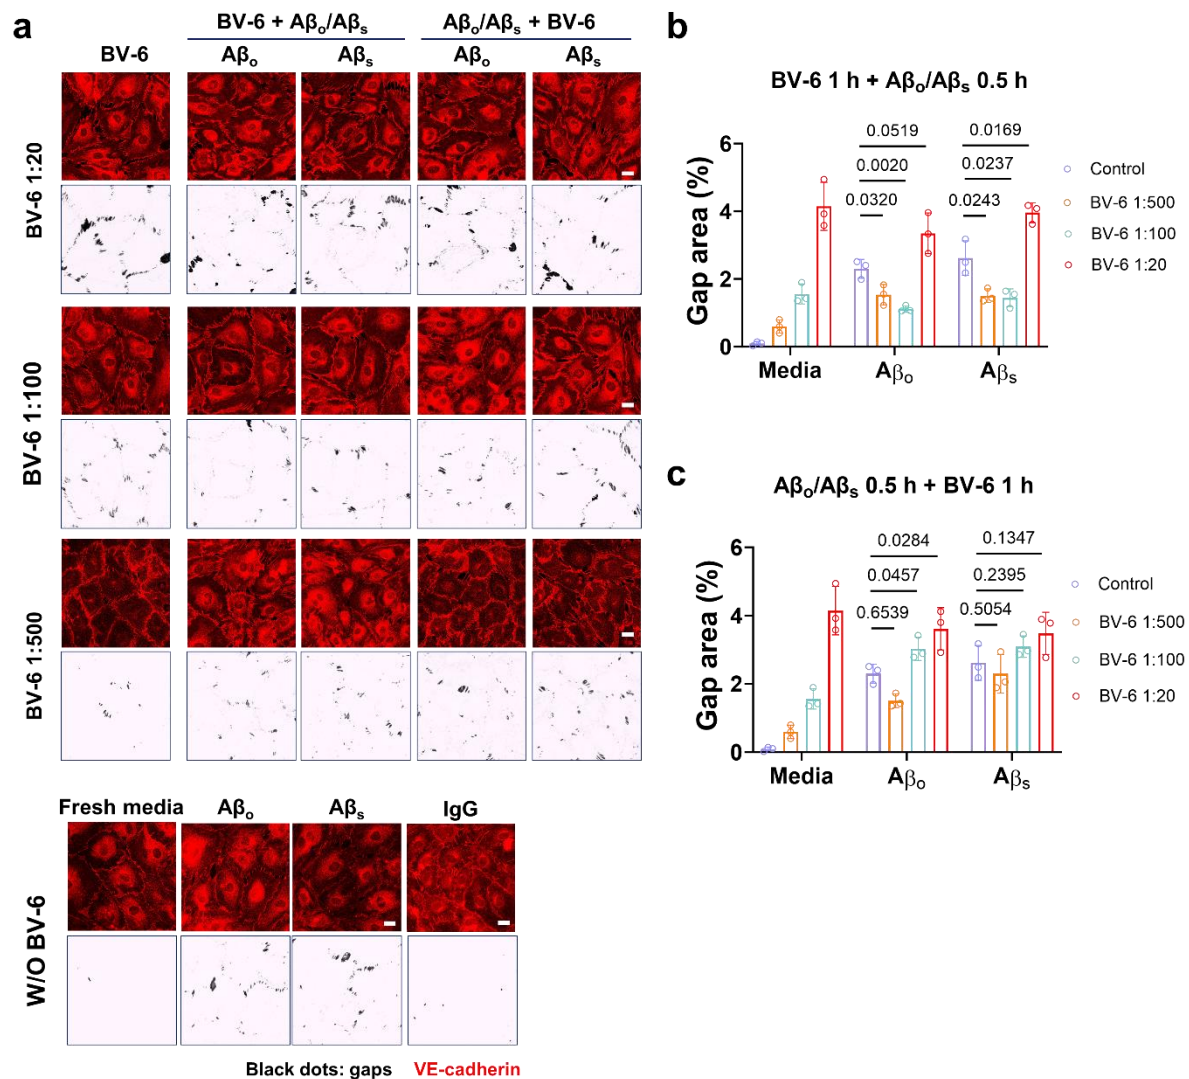 a
BV-6 + Aβo/Aβs
Aβo/Aβs + BV-6
BV-6
Aβo
Aβs
Aβo
Aβs
BV-6 1:20
BV-6 1:100
BV-6 1:500
Fresh media
Aβo
Aβs
IgG
W/O BV-6
Black dots: gaps
VE-cadherin
b
BV-6 1 h + Aβo/Aβs 0.5 h
Gap area (%)
6
4
2
0
0.0519
0.0020
0.0320
0.0169
0.0237
0.0243
Media
Aβo
Aβs
Control
BV-6 1:500
BV-6 1:100
BV-6 1:20
c
Aβo/Aβs 0.5 h + BV-6 1 h
Gap area (%)
6
4
2
0
0.0284
0.0457
0.6539
0.1347
0.2395
0.5054
Media
Aβo
Aβs
Control
BV-6 1:500
BV-6 1:100
BV-6 1:20